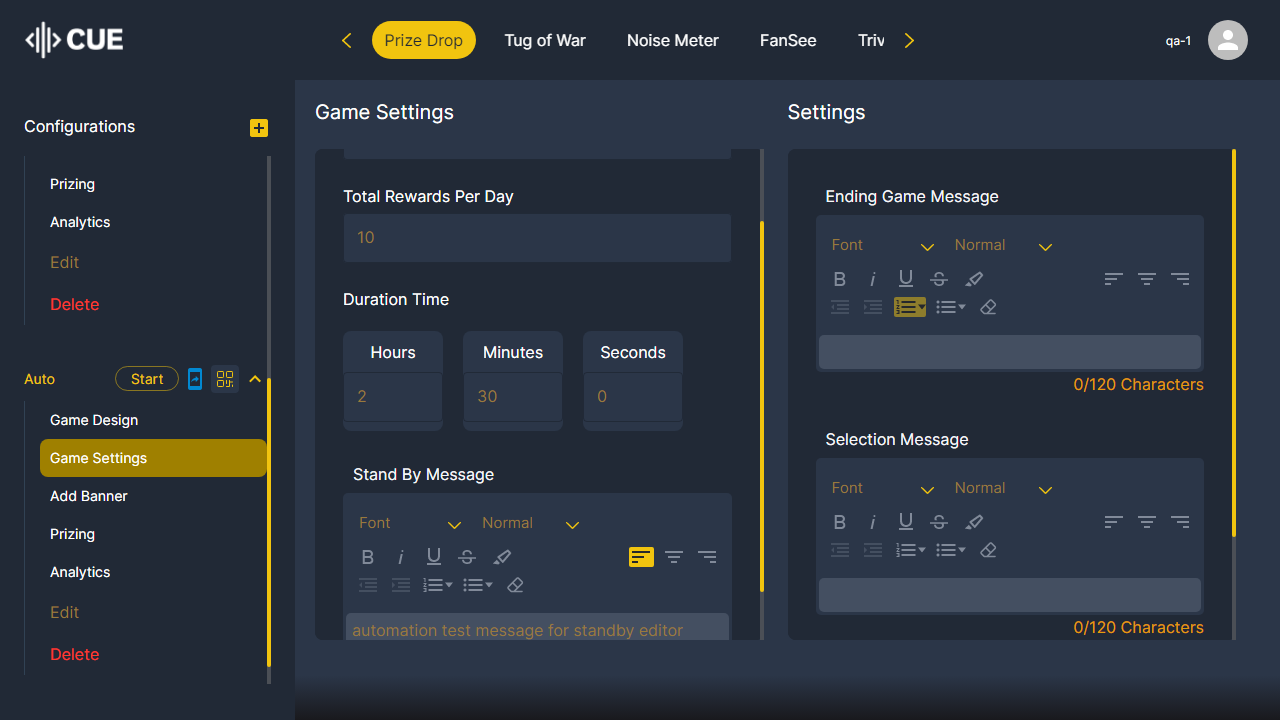 CUE
Prize Drop
Tug of War
Noise Meter
FanSee
Triv
qa-1
Configurations
Prizing
Analytics
Edit
Delete
Auto
Start
Game Design
Game Settings
Add Banner
Prizing
Analytics
Edit
Delete
Game Settings
Total Rewards Per Day
10
Duration Time
Hours
Minutes
Seconds
2
30
0
Stand By Message
Font
Normal
automation test message for standby editor
Settings
Ending Game Message
Font
Normal
0/120 Characters
Selection Message
Font
Normal
0/120 Characters